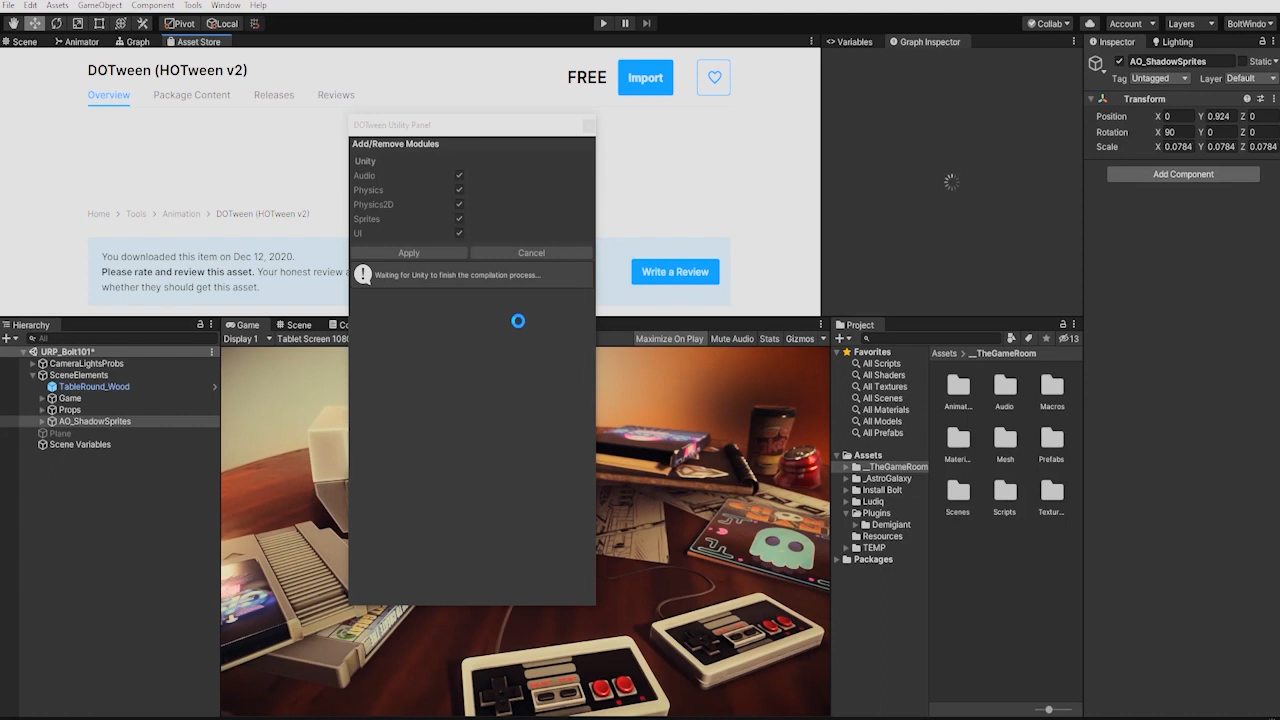 File Edit Assets GameObject Component Tools Window Help
Pivot Local
Collab Account Layers BoltWindo
Scene Animator Graph Asset Store
Variables Graph Inspector
Inspector Lighting
DOTween (HOTween v2)
FREE Import
Overview Package Content Releases Reviews
AO_ShadowSprites Static
Tag Untagged Layer Default
Transform
Position X 0 Y 0.924 Z 0
Rotation X 90 Y 0 Z 0
Scale X 0.0784 Y 0.0784 Z 0.0784
Add Component
DOTween Utility Panel
Add/Remove Modules
Unity
Audio
Physics
Physics2D
Sprites
UI
Apply Cancel
Waiting for Unity to finish the compilation process...
Home > Tools > Animation > DOTween (HOTween v2)
You downloaded this item on Dec 12, 2020.
Please rate and review this asset. Your honest review
whether they should get this asset.
Write a Review
Hierarchy
All
URP_Bolt101*
CameraLightsProps
SceneElements
TableRound_Wood
Game
Props
AO_ShadowSprites
Plane
Scene Variables
Game Scene
Display 1 Tablet Screen 1080
Maximize On Play Mute Audio Stats Gizmos
Project
13
Favorites
All Scripts
All Shaders
All Textures
All Scenes
All Materials
All Models
All Prefabs
Assets
__TheGameRoom
_AstroGalaxy
Install Bolt
Ludiq
Plugins
Demigiant
Resources
TEMP
Packages
Assets > __TheGameRoom
Animat... Audio Macros
Materi... Mesh Prefabs
Scenes Scripts Textur...